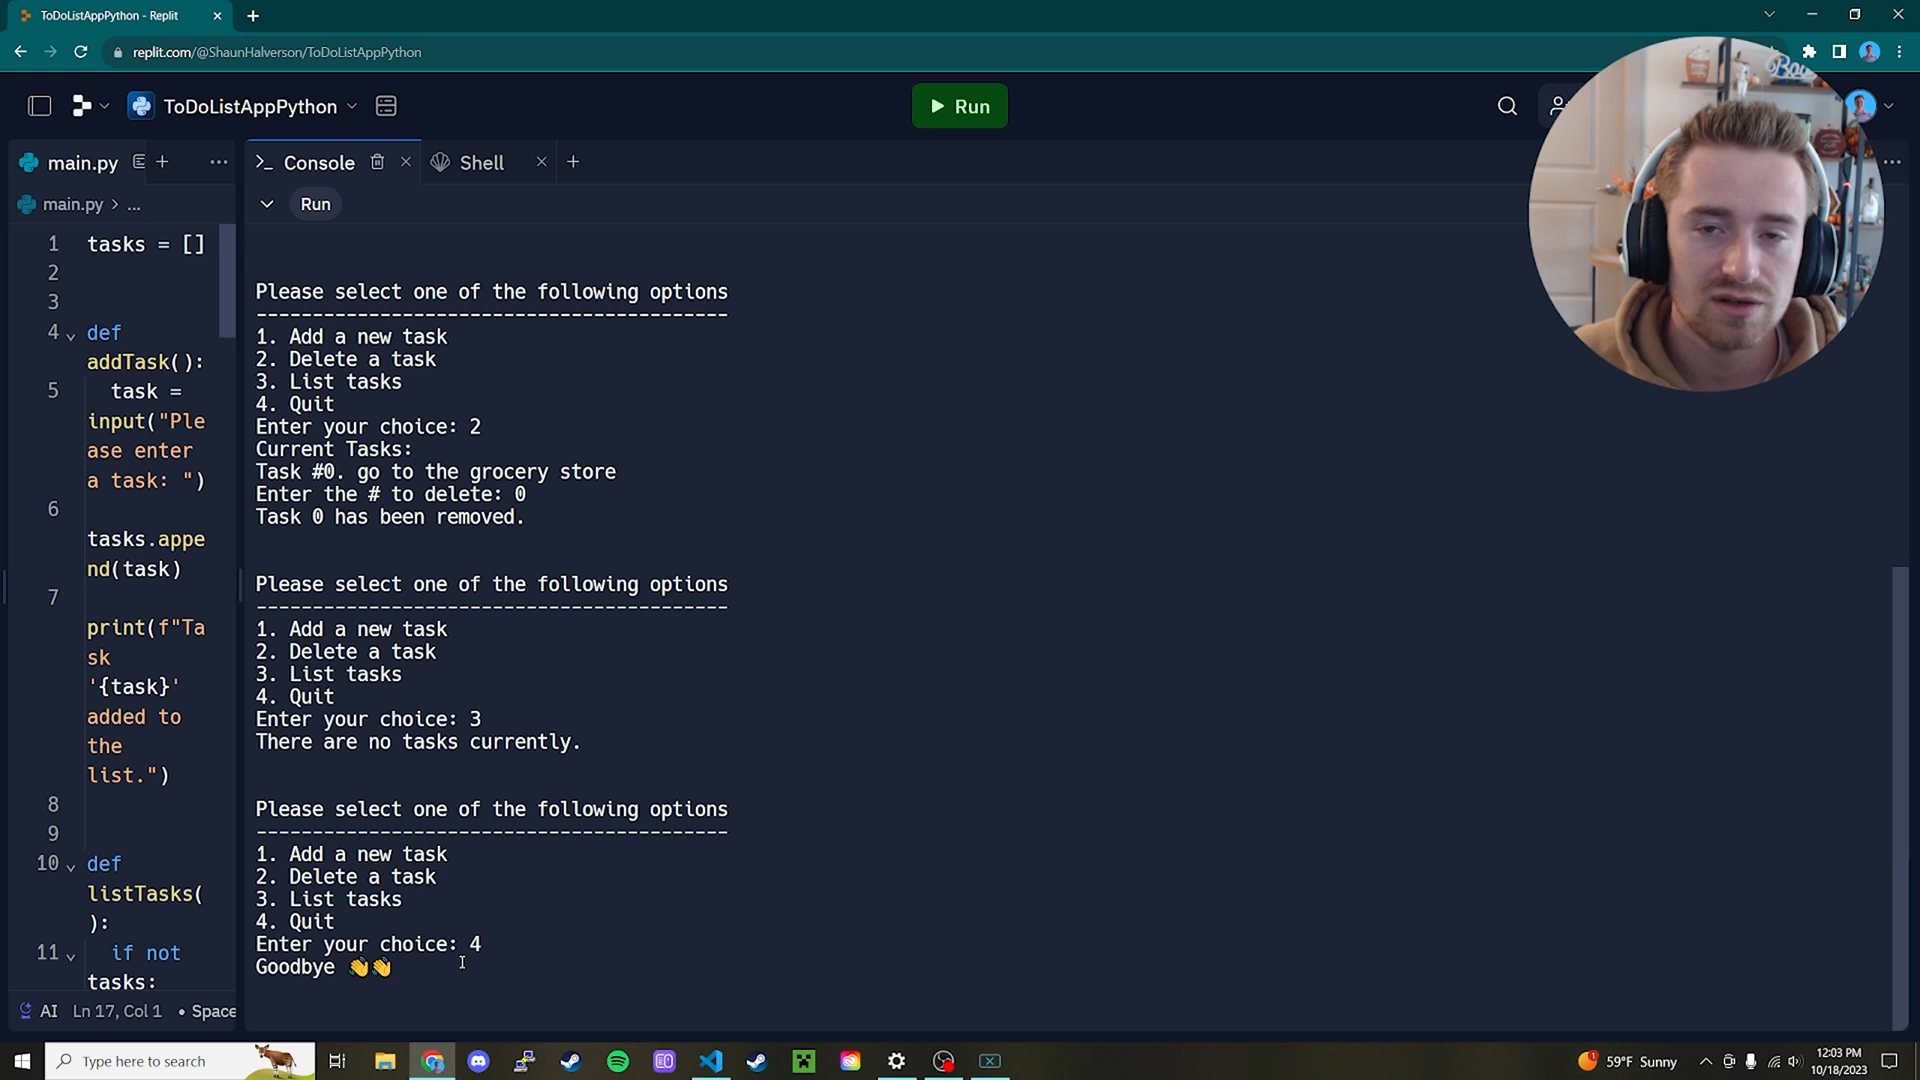 ToDoListAppPython - Replit
replit.com/@ShaunHalverson/ToDoListAppPython
ToDoListAppPython
Run
main.py
Console
Shell
main.py > ...
Run
1 tasks = []
2
3
4 def
addTask():
5 task =
input("Ple
ase enter
a task: ")
6
tasks.appe
nd(task)
7
print(f"Ta
sk
'{task}'
added to
the
list.")
8
9
10 def
listTasks(
):
11 if not
tasks:
AI Ln 17, Col 1 • Space
Please select one of the following options
------------------------------------------
1. Add a new task
2. Delete a task
3. List tasks
4. Quit
Enter your choice: 2
Current Tasks:
Task #0. go to the grocery store
Enter the # to delete: 0
Task 0 has been removed.
Please select one of the following options
------------------------------------------
1. Add a new task
2. Delete a task
3. List tasks
4. Quit
Enter your choice: 3
There are no tasks currently.
Please select one of the following options
------------------------------------------
1. Add a new task
2. Delete a task
3. List tasks
4. Quit
Enter your choice: 4
Goodbye 👋👋
Type here to search
59°F Sunny
12:03 PM
10/18/2023